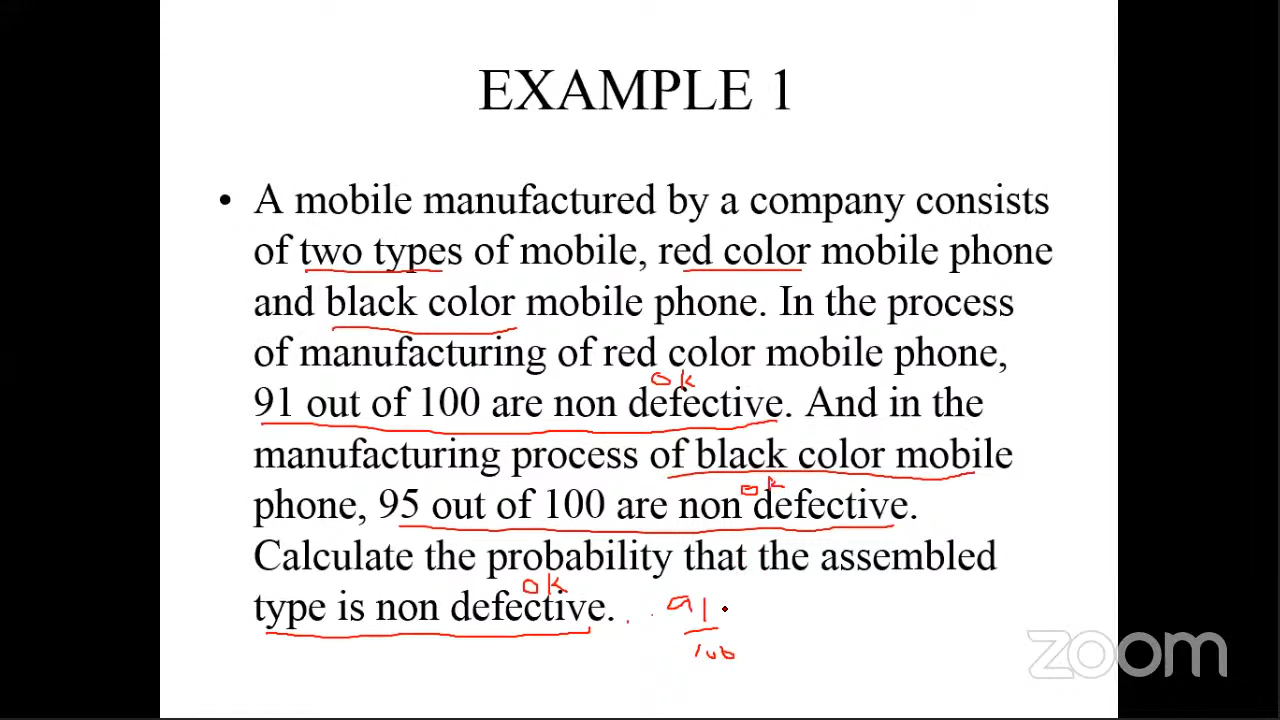 EXAMPLE 1
• A mobile manufactured by a company consists
of two types of mobile, red color mobile phone
and black color mobile phone. In the process
of manufacturing of red color mobile phone,
ok
91 out of 100 are non defective. And in the
manufacturing process of black color mobile
ok
phone, 95 out of 100 are non defective.
Calculate the probability that the assembled
ok
type is non defective.
91
100
zoom